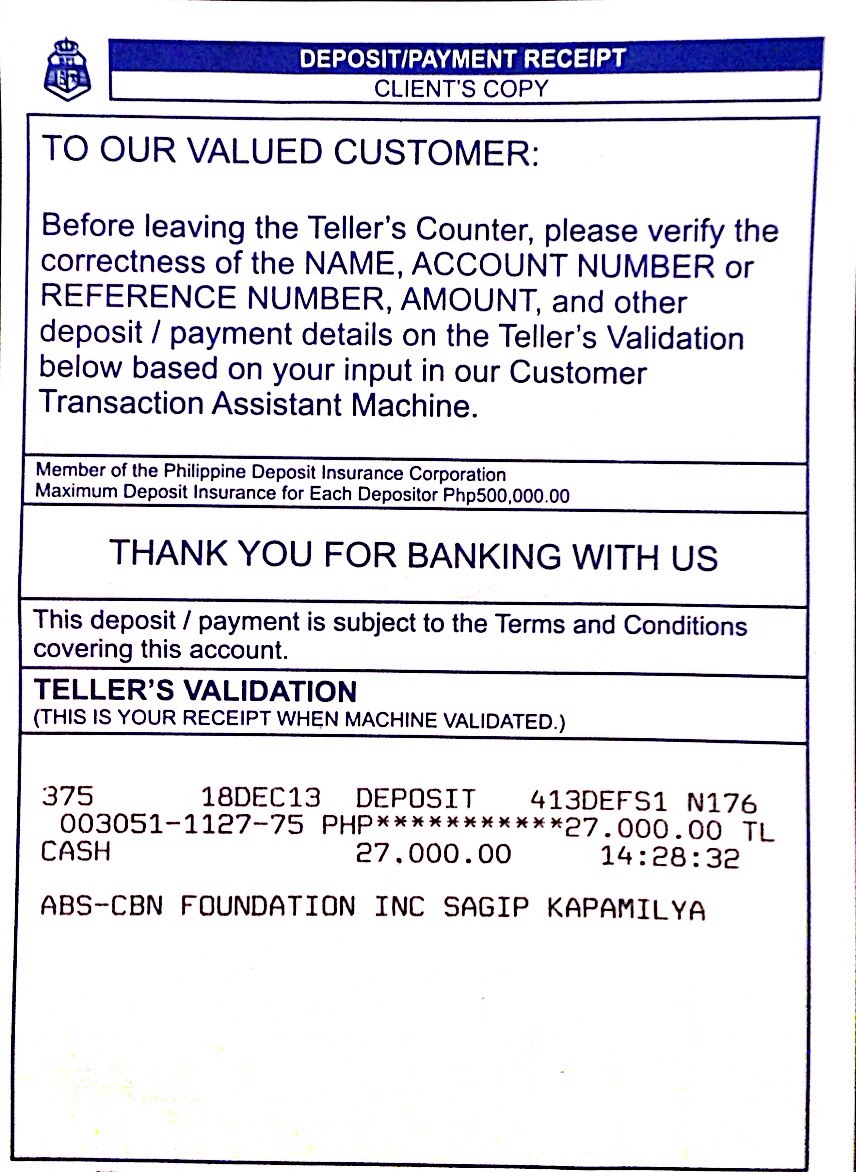 DEPOSIT/PAYMENT RECEIPT
CLIENT'S COPY
TO OUR VALUED CUSTOMER:
Before leaving the Teller's Counter, please verify the
correctness of the NAME, ACCOUNT NUMBER or
REFERENCE NUMBER, AMOUNT, and other
deposit / payment details on the Teller's Validation
below based on your input in our Customer
Transaction Assistant Machine.
Member of the Philippine Deposit Insurance Corporation
Maximum Deposit Insurance for Each Depositor Php500,000.00
THANK YOU FOR BANKING WITH US
This deposit / payment is subject to the Terms and Conditions
covering this account.
TELLER'S VALIDATION
(THIS IS YOUR RECEIPT WHEN MACHINE VALIDATED.)
375 18DEC13 DEPOSIT 413DEFS1 N176
003051-1127-75 PHP***********27.000.00 TL
CASH 27.000.00 14:28:32
ABS-CBN FOUNDATION INC SAGIP KAPAMILYA